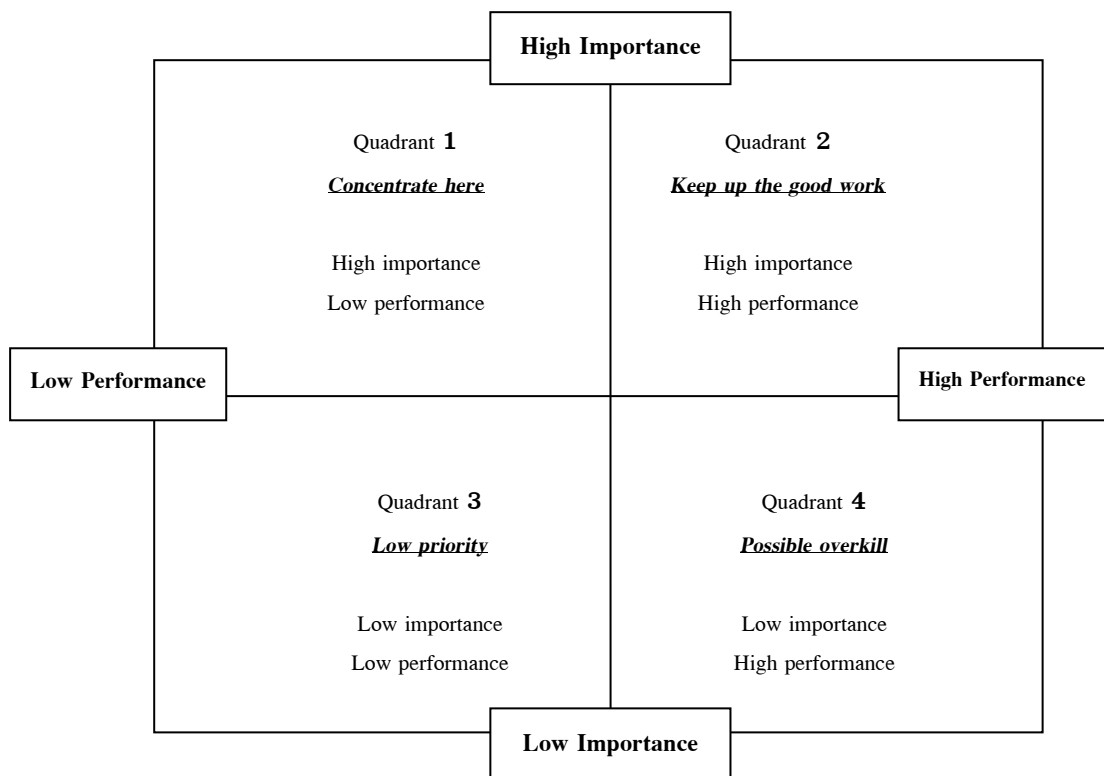 High Importance
Quadrant 1
Concentrate here
High importance
Low performance
Quadrant 2
Keep up the good work
High importance
High performance
Low Performance
High Performance
Quadrant 3
Low priority
Low importance
Low performance
Quadrant 4
Possible overkill
Low importance
High performance
Low Importance